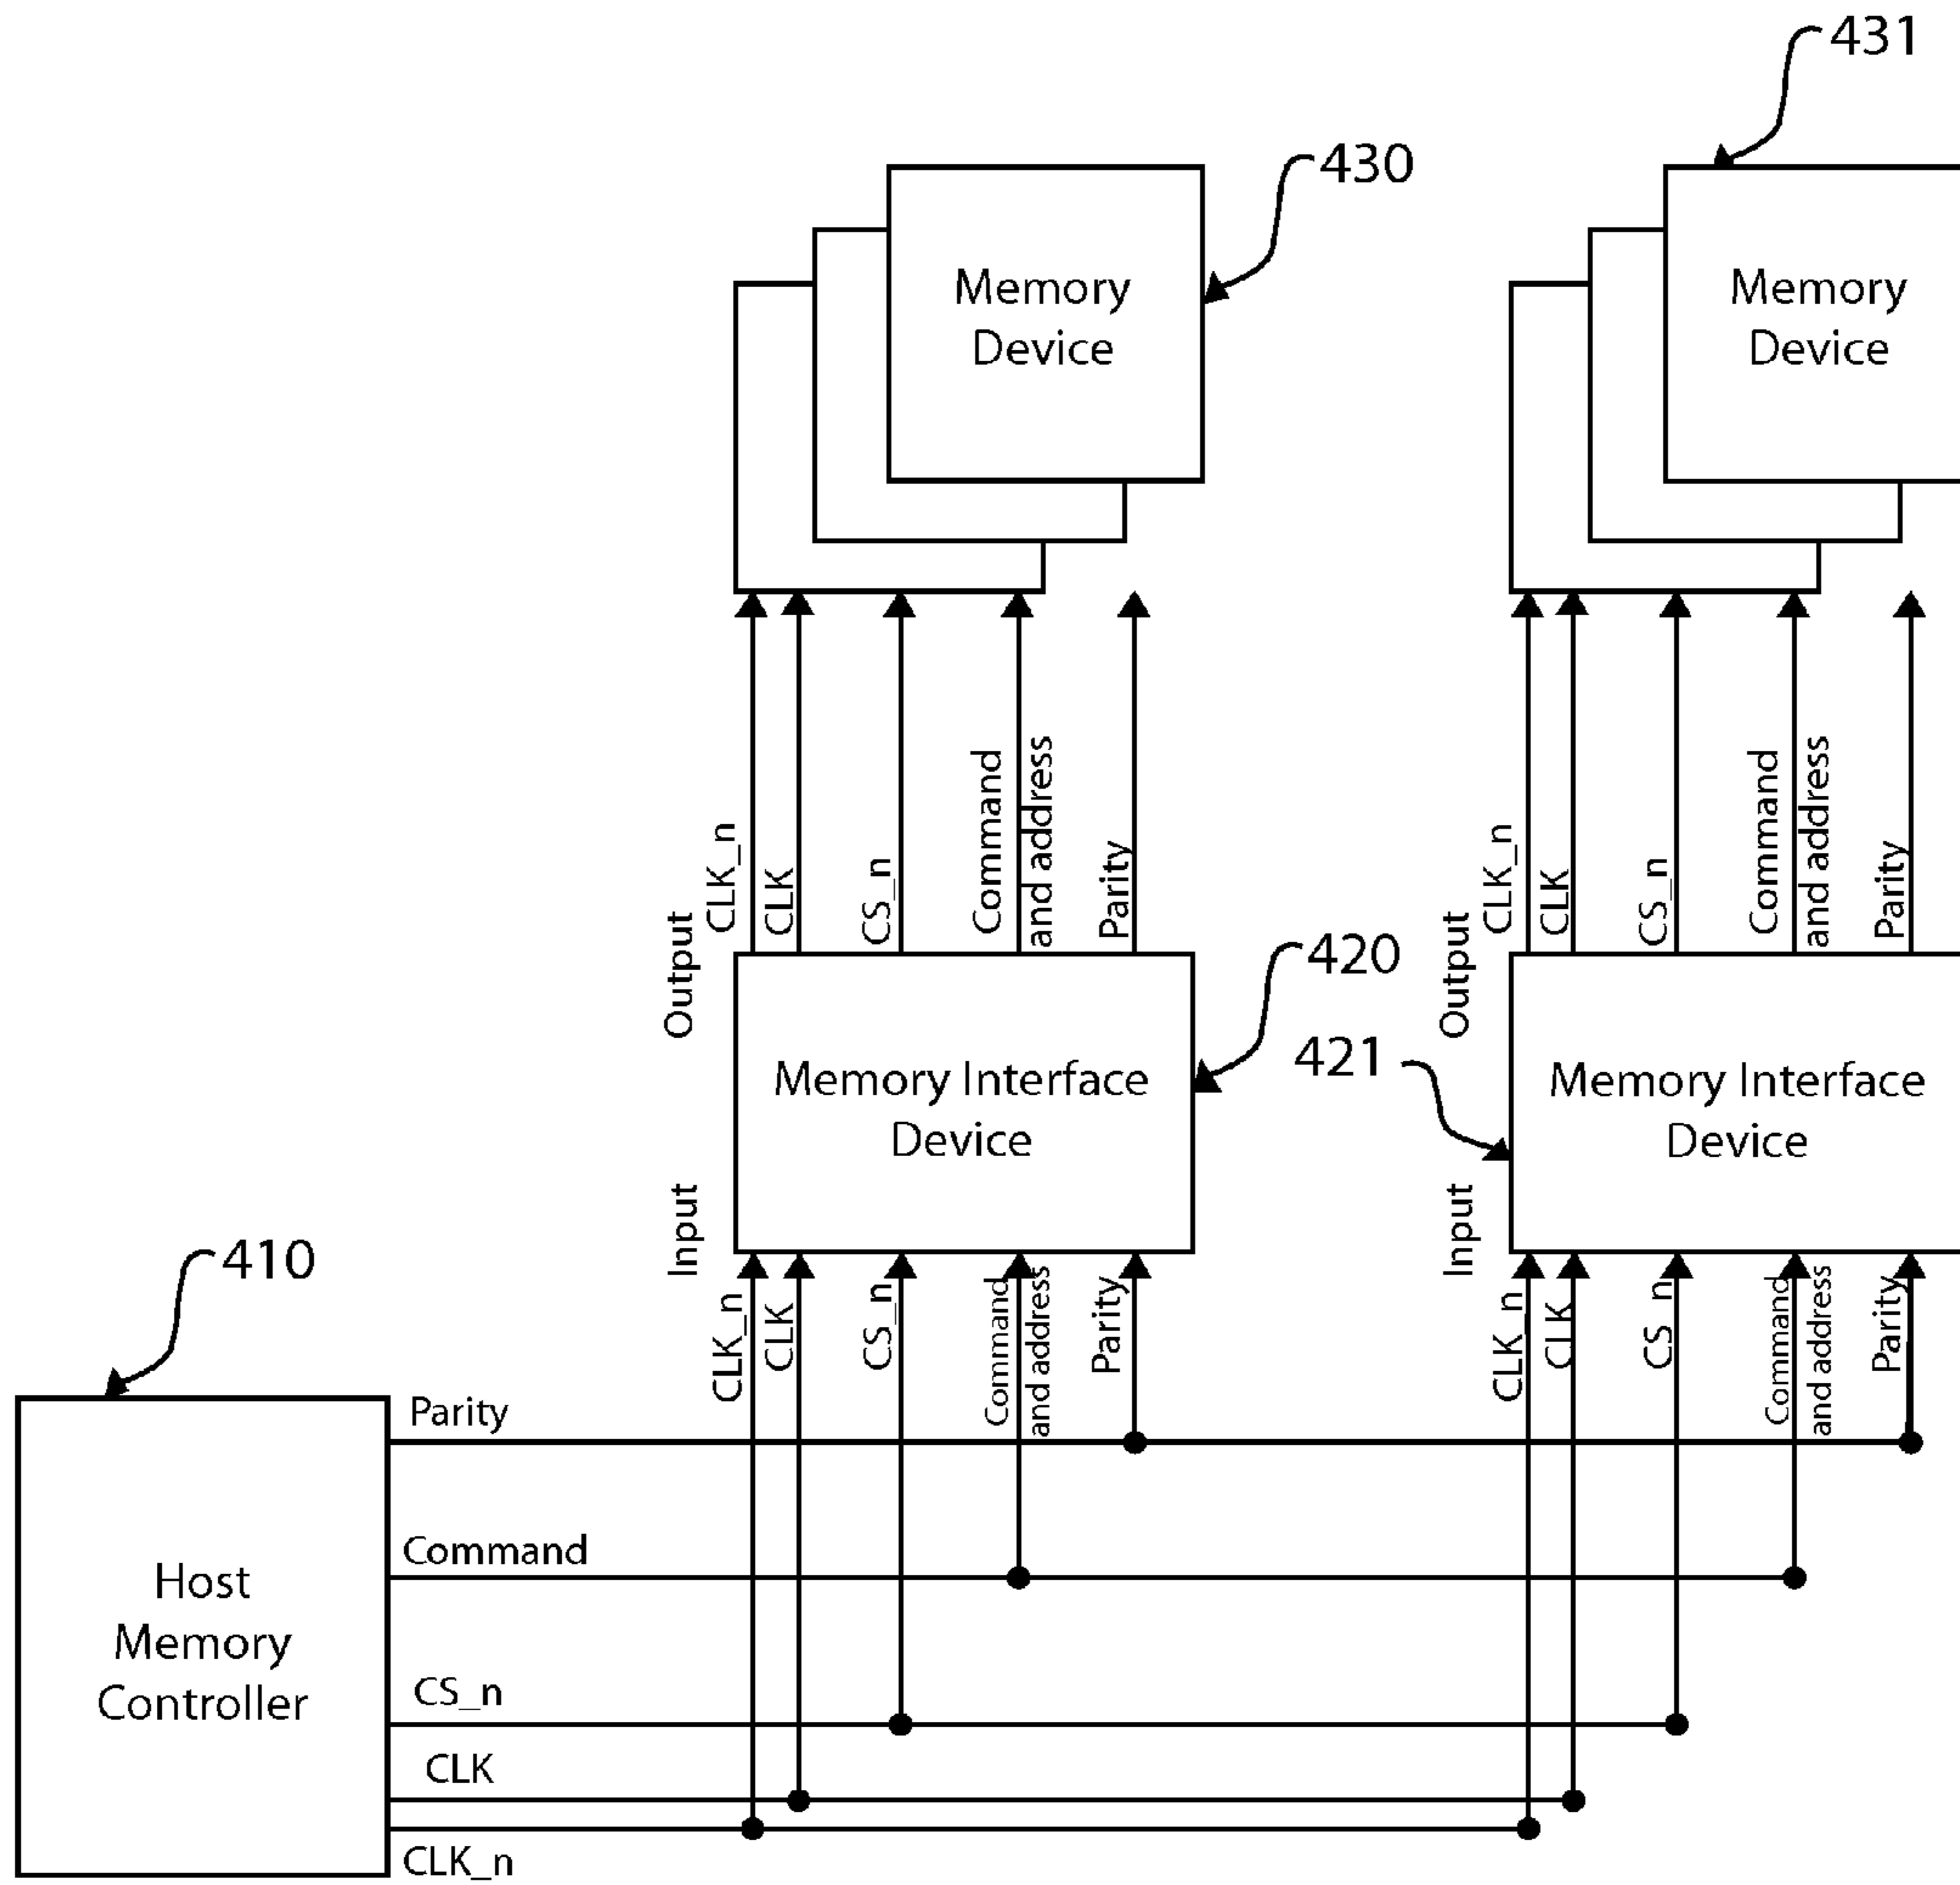 431
430
Memory
Device
Memory
Device
CLK_n
CLK
CS_n
Command
and address
Parity
Output
CLK_n
CLK
CS_n
Command
and address
Parity
Output
420
421
Memory Interface
Device
Memory Interface
Device
Input
CLK_n
CLK
CS_n
Command
and address
Parity
Input
CLK_n
CLK
CS_n
Command
and address
Parity
410
Host
Memory
Controller
Parity
Command
CS_n
CLK
CLK_n